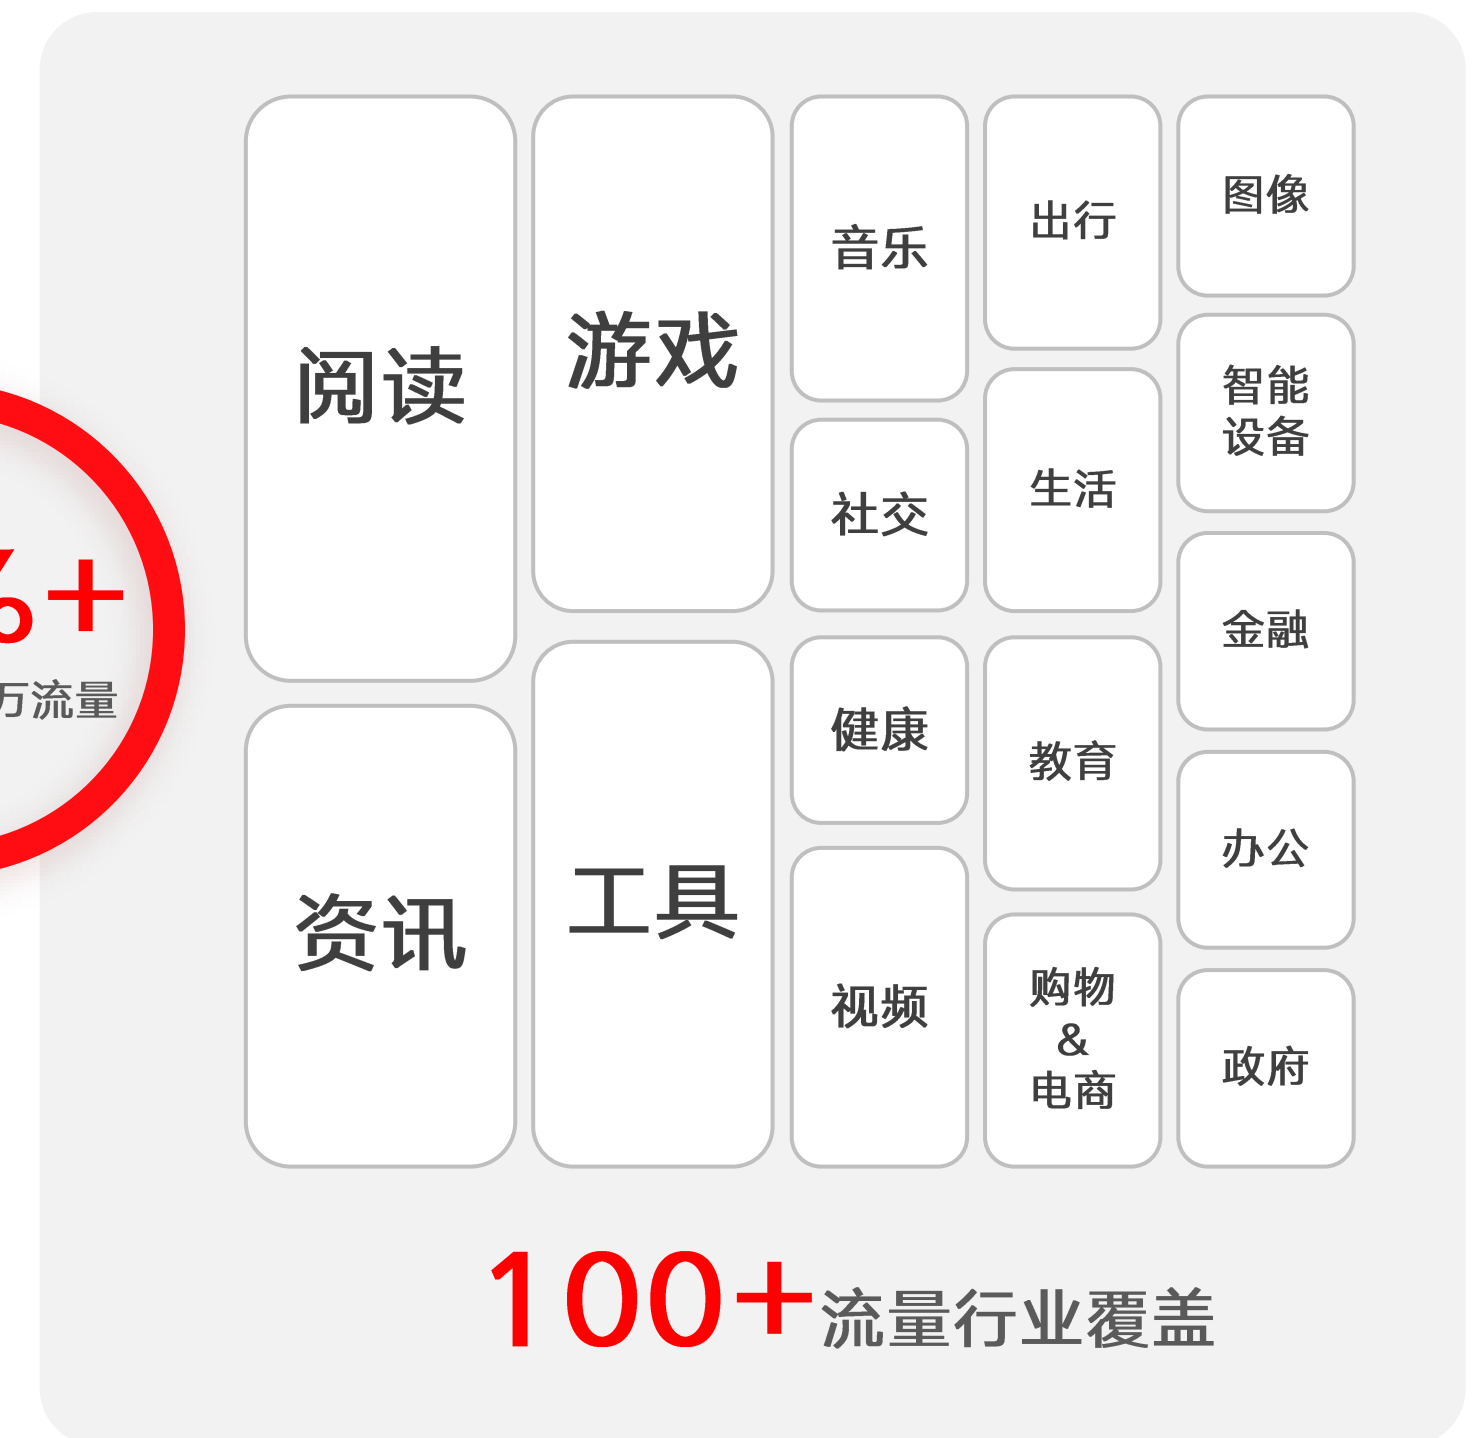 阅读
资讯
游戏
工具
音乐
社交
健康
视频
出行
生活
教育
购物
&
电商
图像
智能
设备
金融
办公
政府
%+
万流量
100+流量行业覆盖